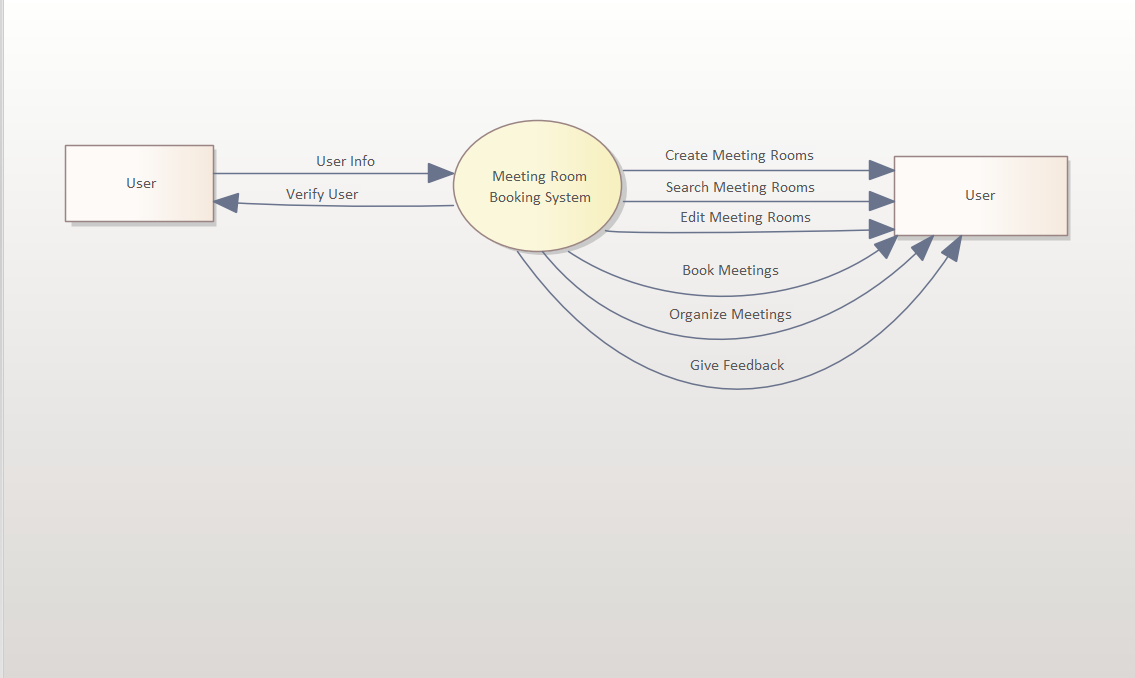 User
User Info
Verify User
Meeting Room
Booking System
Create Meeting Rooms
Search Meeting Rooms
Edit Meeting Rooms
Book Meetings
Organize Meetings
Give Feedback
User